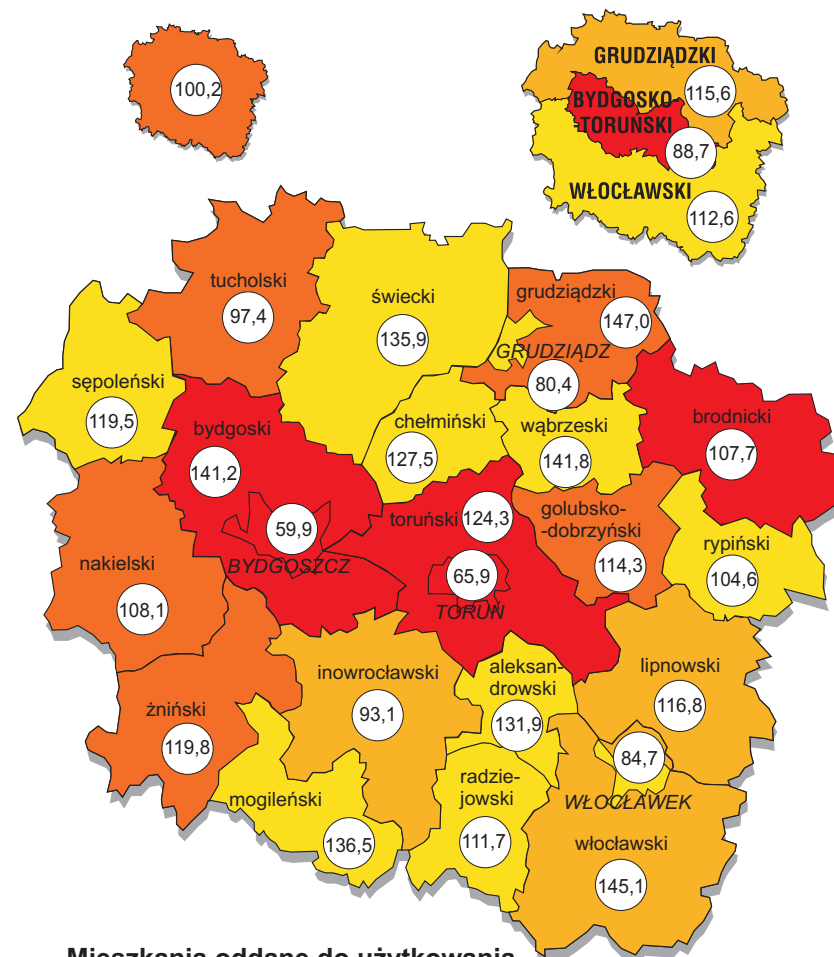 100,2
GRUDZIĄDZKI
115,6
BYDGOSKO-
-TORUŃSKI
88,7
WŁOCŁAWSKI
112,6
tucholski
97,4
świecki
135,9
grudziądzki
147,0
GRUDZIĄDZ
80,4
sępoleński
119,5
bydgoski
141,2
chełmiński
127,5
wąbrzeski
141,8
brodnicki
107,7
59,9
BYDGOSZCZ
toruński
124,3
65,9
TORUŃ
golubsko-
-dobrzyński
114,3
rypiński
104,6
nakielski
108,1
żniński
119,8
inowrocławski
93,1
aleksan-
drowski
131,9
lipnowski
116,8
mogileński
136,5
radzie-
jowski
111,7
84,7
WŁOCŁAWEK
włocławski
145,1
Mieszkania oddane do użytkowania